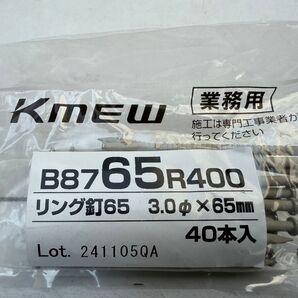 KMEW
業務用
施工は専門工事業者が
行ってください
B8765R400
リング釘65 3.0φ×65mm
40本入
Lot. 241105QA